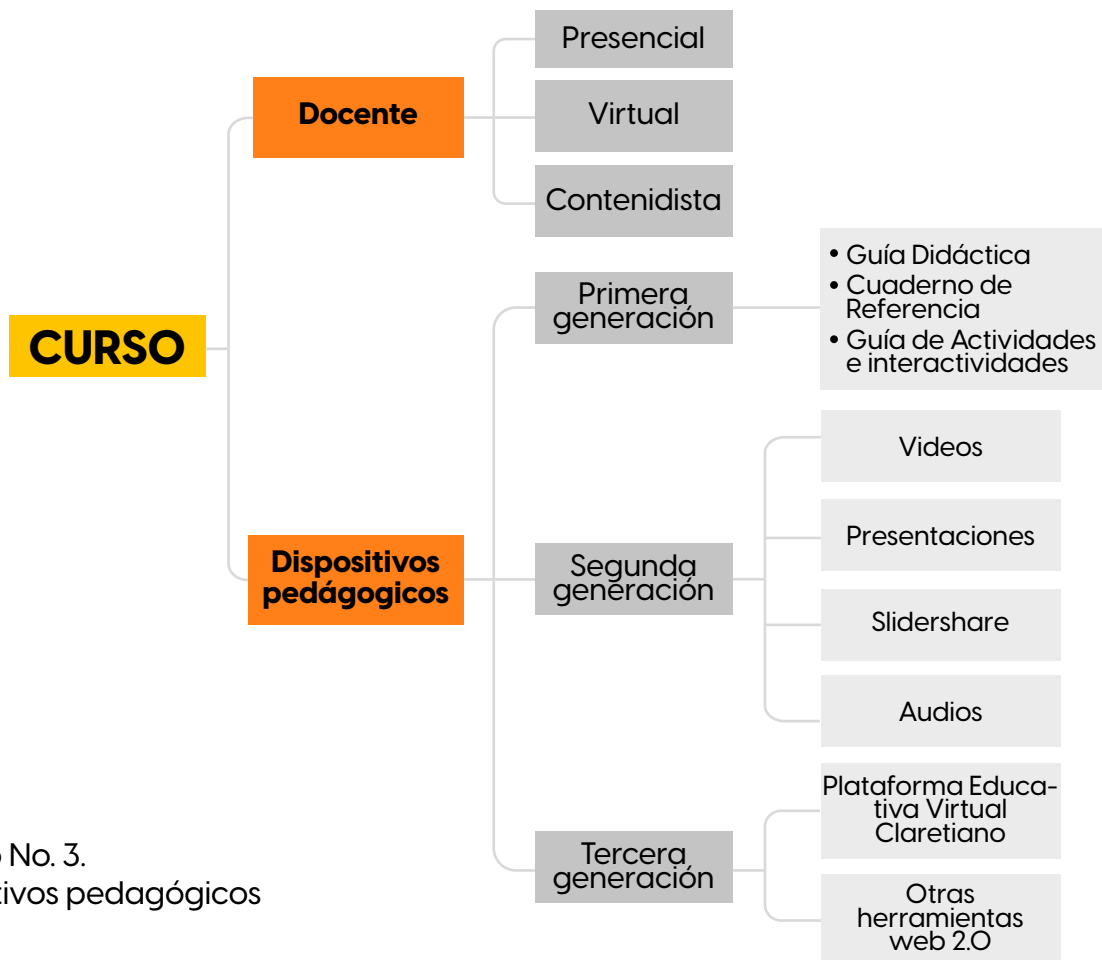 CURSO
Docente
Presencial
Virtual
Contenidista
Dispositivos
pedágogicos
Primera
generación
• Guía Didáctica
• Cuaderno de
Referencia
• Guía de Actividades
e interactividades
Segunda
generación
Videos
Presentaciones
Slidershare
Audios
Tercera
generación
Plataforma Educa-
tiva Virtual
Claretiano
Otras
herramientas
web 2.0
No. 3.
tivos pedagógicos